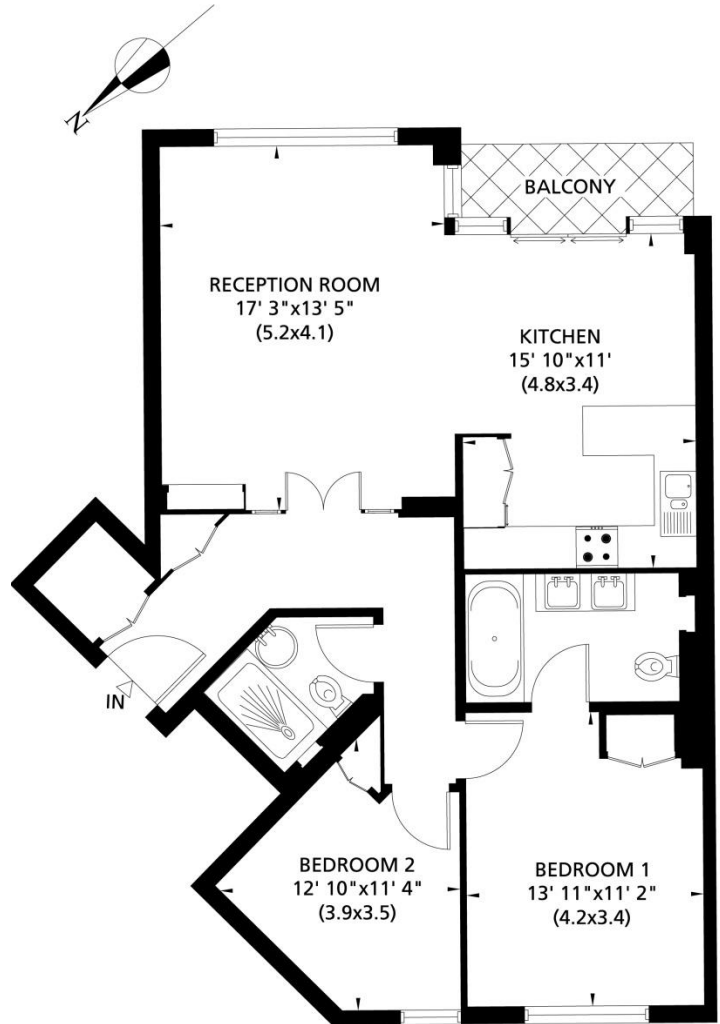 N
BALCONY
RECEPTION ROOM
17' 3"x13' 5"
(5.2x4.1)
KITCHEN
15' 10"x11'
(4.8x3.4)
IN
BEDROOM 2
12' 10"x11' 4"
(3.9x3.5)
BEDROOM 1
13' 11"x11' 2"
(4.2x3.4)